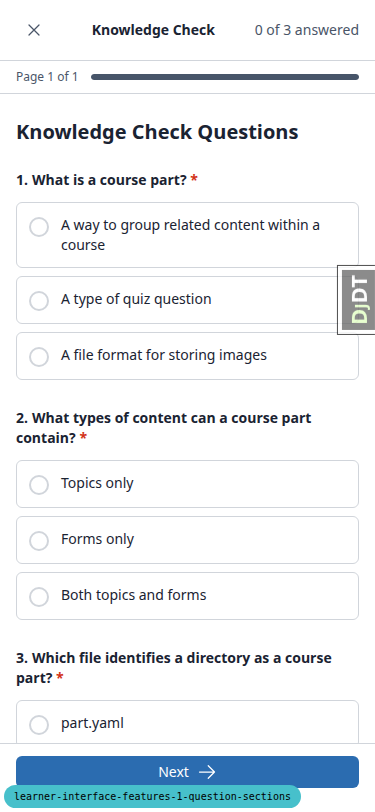 Knowledge Check
0 of 3 answered
Page 1 of 1
Knowledge Check Questions
1. What is a course part? *
A way to group related content within a
course
A type of quiz question
A file format for storing images
DjDT
2. What types of content can a course part
contain? *
Topics only
Forms only
Both topics and forms
3. Which file identifies a directory as a course
part? *
part.yaml
Next
learner-interface-features-1-question-sections